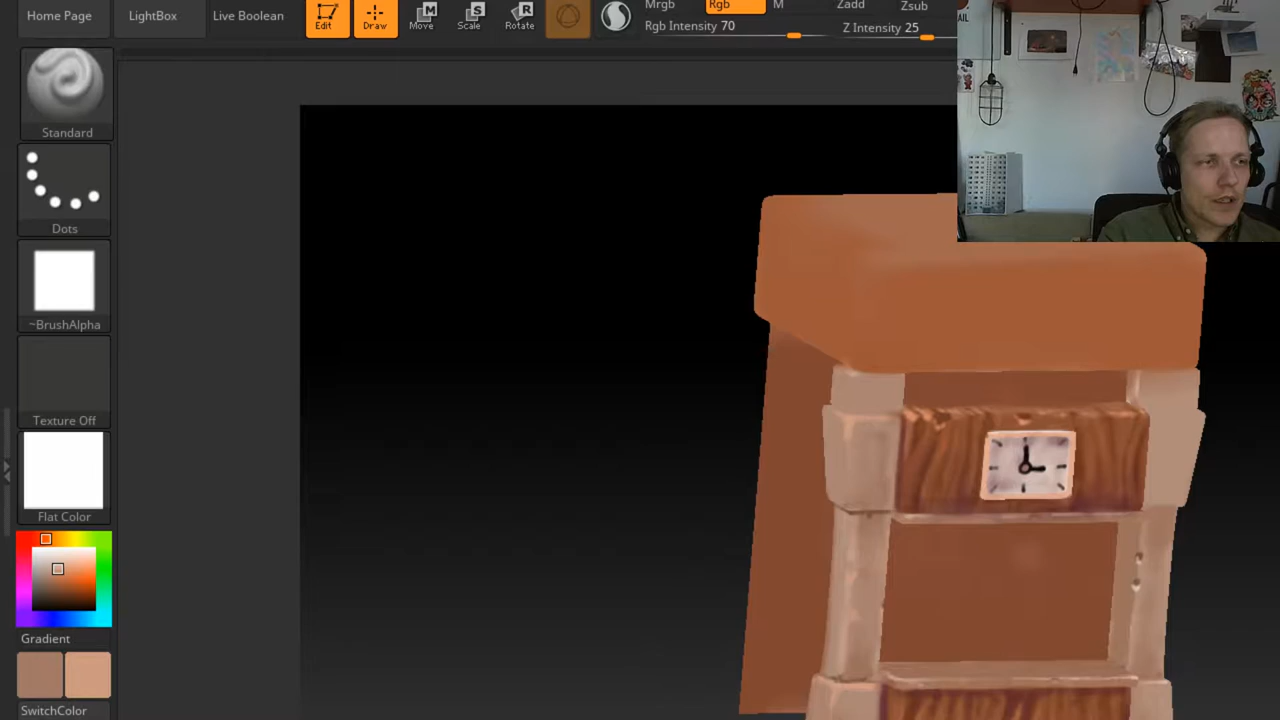 Home Page
LightBox
Live Boolean
Edit
Draw
Move
Scale
Rotate
Mrgb
Rgb
M
Zadd
Zsub
Rgb Intensity 70
Z Intensity 25
Standard
Dots
~BrushAlpha
Texture Off
Flat Color
Gradient
SwitchColor